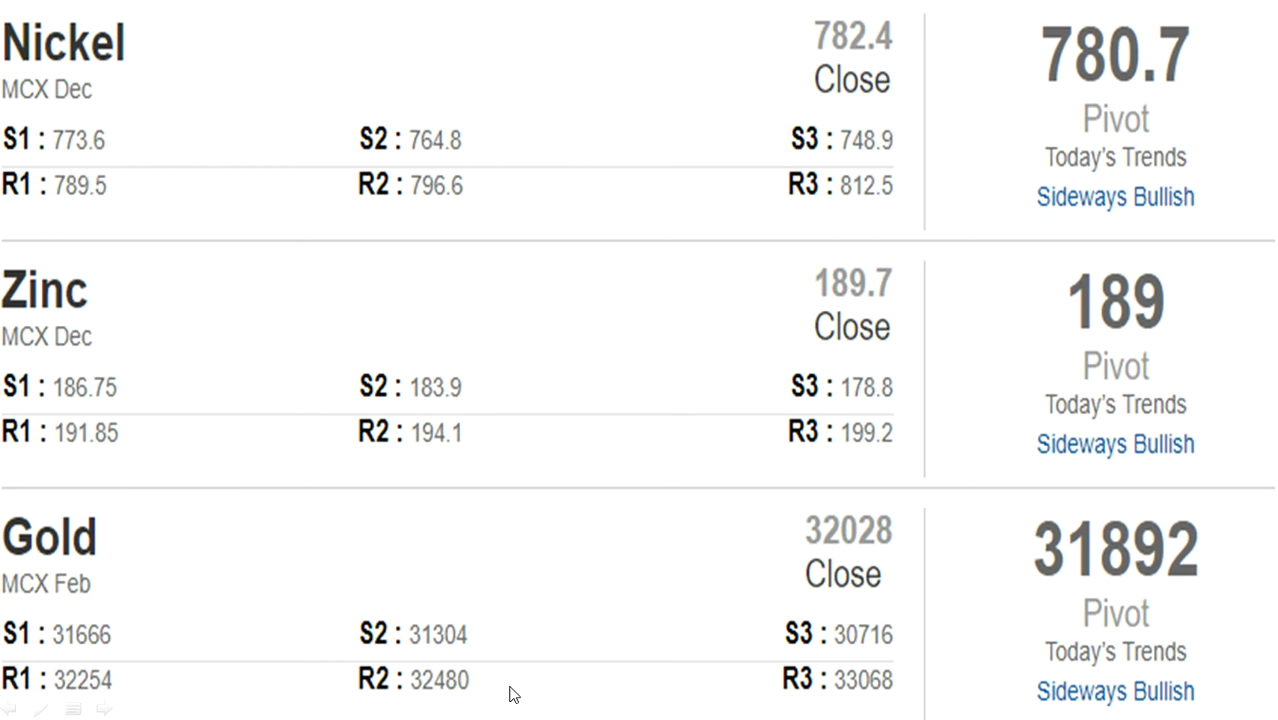 Nickel 782.4 780.7
MCX Dec Close Pivot
S1 : 773.6 S2 : 764.8 S3 : 748.9 Today's Trends
R1 : 789.5 R2 : 796.6 R3 : 812.5 Sideways Bullish
Zinc 189.7 189
MCX Dec Close Pivot
S1 : 186.75 S2 : 183.9 S3 : 178.8 Today's Trends
R1 : 191.85 R2 : 194.1 R3 : 199.2 Sideways Bullish
Gold 32028 31892
MCX Feb Close Pivot
S1 : 31666 S2 : 31304 S3 : 30716 Today's Trends
R1 : 32254 R2 : 32480 R3 : 33068 Sideways Bullish